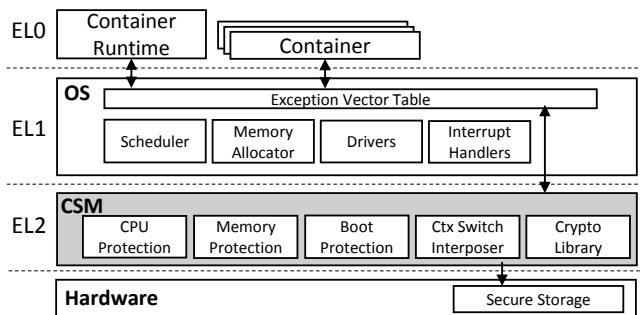 EL0
Container
Runtime
Container
EL1
OS
Exception Vector Table
Scheduler
Memory
Allocator
Drivers
Interrupt
Handlers
EL2
CSM
CPU
Protection
Memory
Protection
Boot
Protection
Ctx Switch
Interposer
Crypto
Library
Hardware
Secure Storage